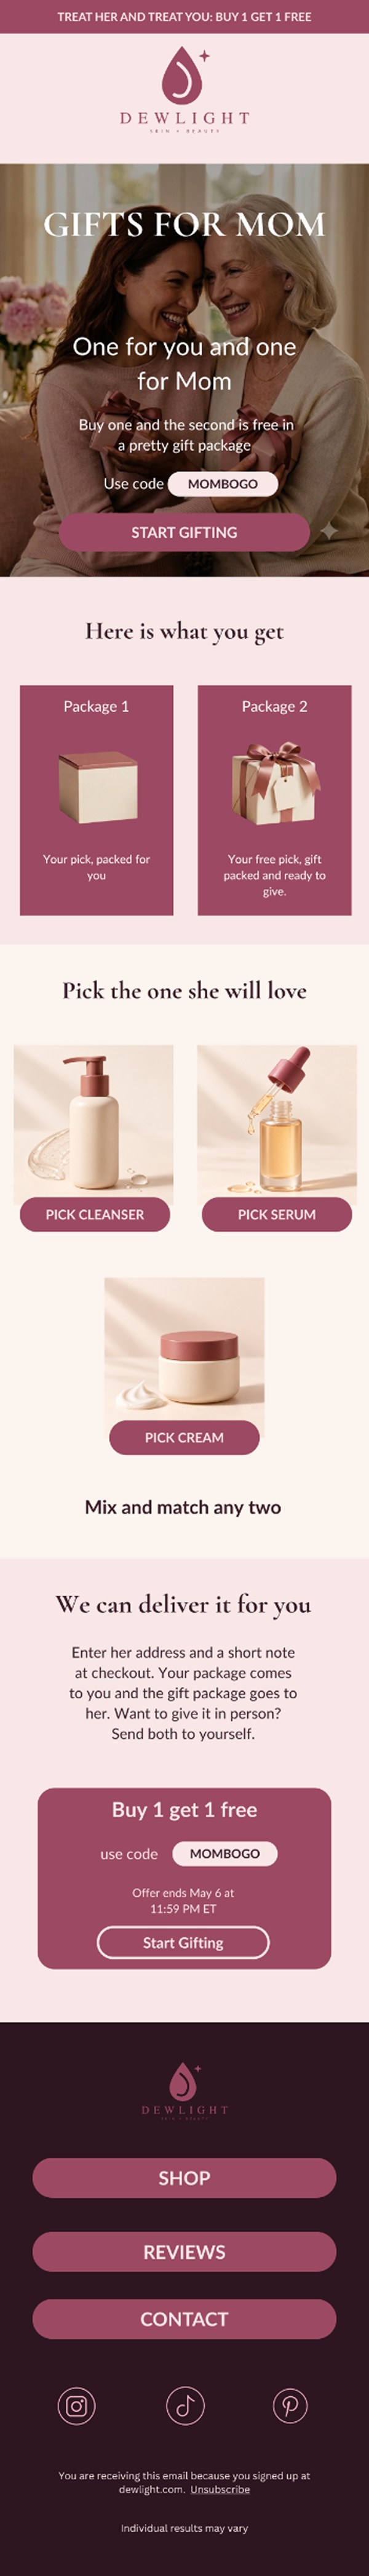 TREAT HER AND TREAT YOU: BUY 1 GET 1 FREE
DEWLIGHT
SKIN + BEAUTY
GIFTS FOR MOM
One for you and one
for Mom
Buy one and the second is free in
a pretty gift package
Use code MOMBOGO
START GIFTING
Here is what you get
Package 1
Your pick, packed for
you
Package 2
Your free pick, gift
packed and ready to
give.
Pick the one she will love
PICK CLEANSER
PICK SERUM
PICK CREAM
Mix and match any two
We can deliver it for you
Enter her address and a short note
at checkout. Your package comes
to you and the gift package goes to
her. Want to give it in person?
Send both to yourself.
Buy 1 get 1 free
use code MOMBOGO
Offer ends May 6 at
11:59 PM ET
Start Gifting
DEWLIGHT
SKIN + BEAUTY
SHOP
REVIEWS
CONTACT
You are receiving this email because you signed up at
dewlight.com. Unsubscribe
Individual results may vary